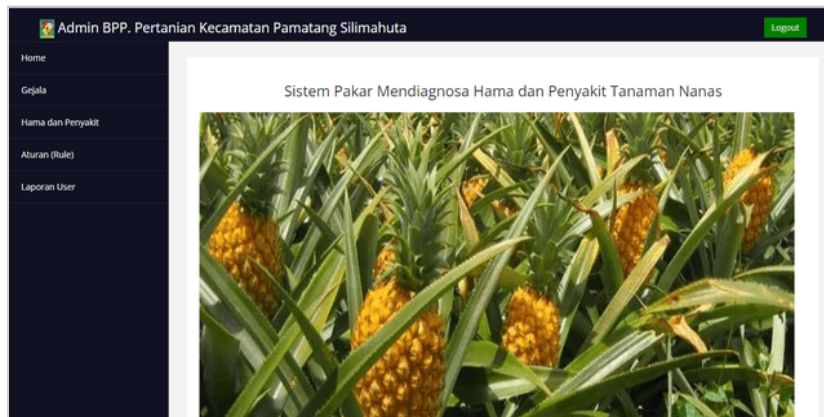 Admin BPP. Pertanian Kecamatan Pamatang Silimahuta
Logout
Home
Gejala
Hama dan Penyakit
Aturan (Rule)
Laporan User
Sistem Pakar Mendiagnosa Hama dan Penyakit Tanaman Nanas